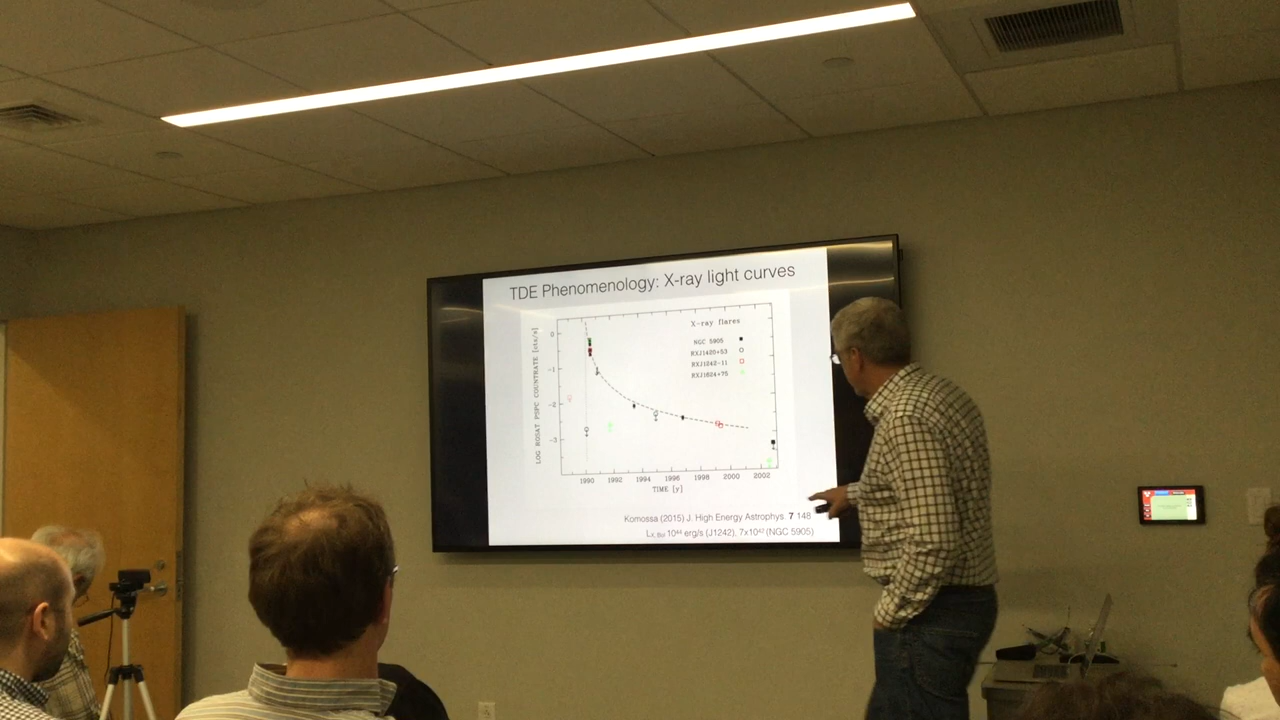 TDE Phenomenology: X-ray light curves
X-ray flares
NGC 5905
RXJ1420+53
RXJ1242-11
RXJ1624+75
LOG ROSAT PSPC COUNTRATE [cts/s]
0
-1
-2
-3
1990 1992 1994 1996 1998 2000 2002
TIME [y]
Komossa (2015) J. High Energy Astrophys. 7 148
10⁴⁴ erg/s (J1242), 7x10⁴² (NGC 5905)